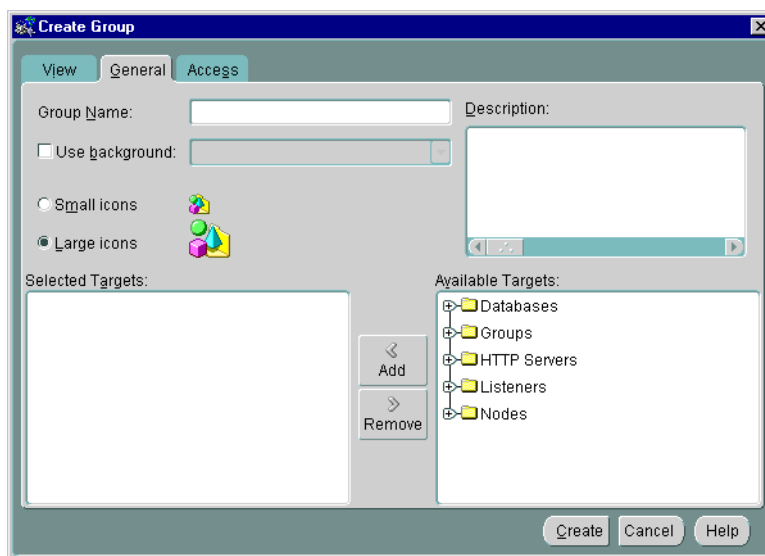 Create Group
View General Access
Group Name:
Description:
Use background:
Small icons
Large icons
Selected Targets:
Available Targets:
Databases
Groups
HTTP Servers
Listeners
Nodes
Add
Remove
Create Cancel Help